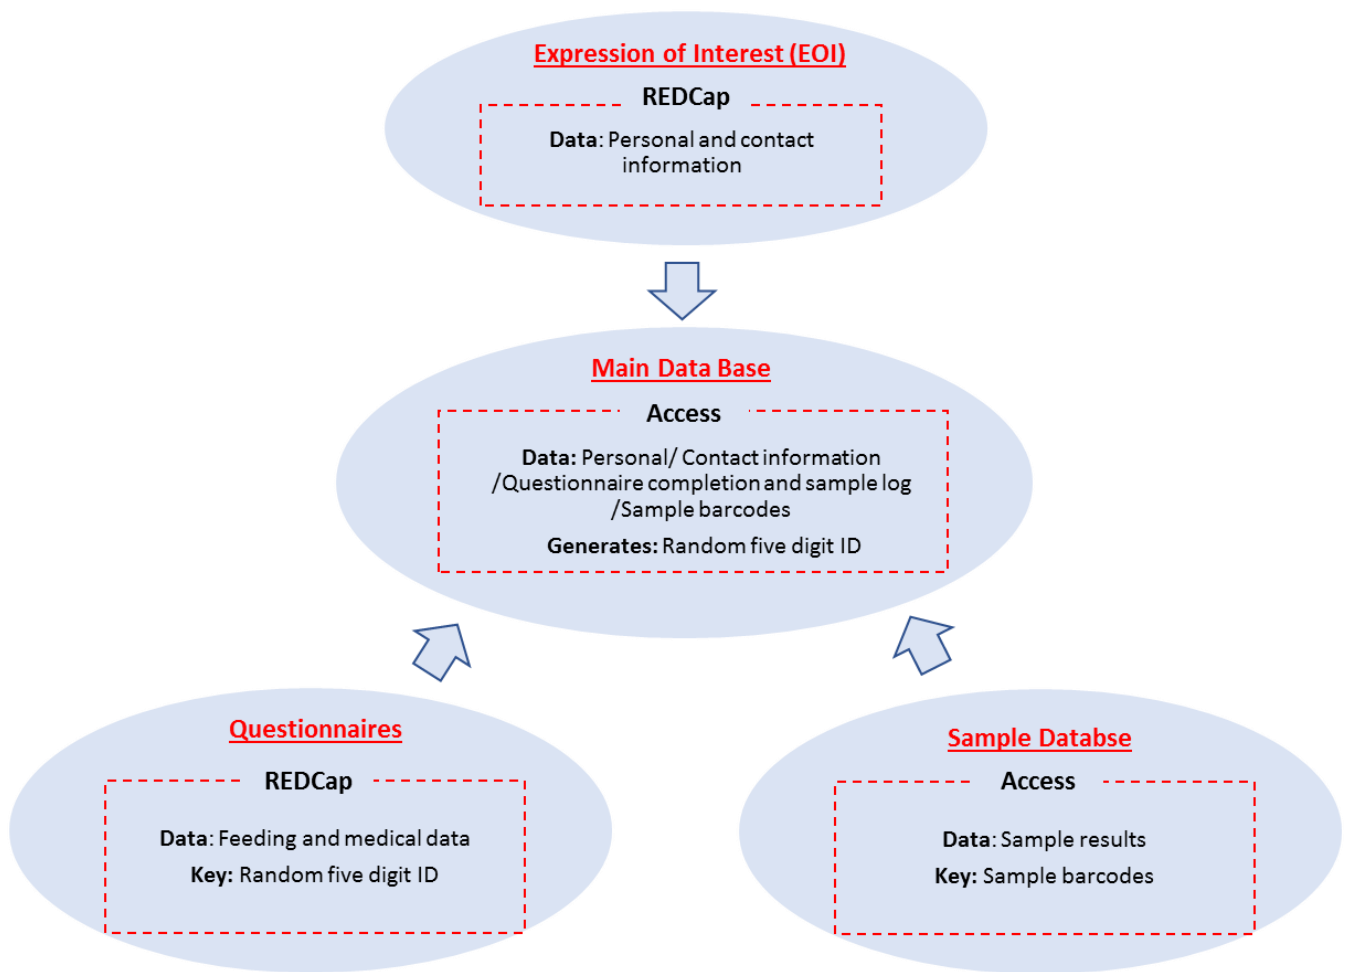 Expression of Interest (EOI)
REDCap
Data: Personal and contact
information
Main Data Base
Access
Data: Personal/ Contact information
/Questionnaire completion and sample log
/Sample barcodes
Generates: Random five digit ID
Questionnaires
REDCap
Data: Feeding and medical data
Key: Random five digit ID
Sample Databse
Access
Data: Sample results
Key: Sample barcodes